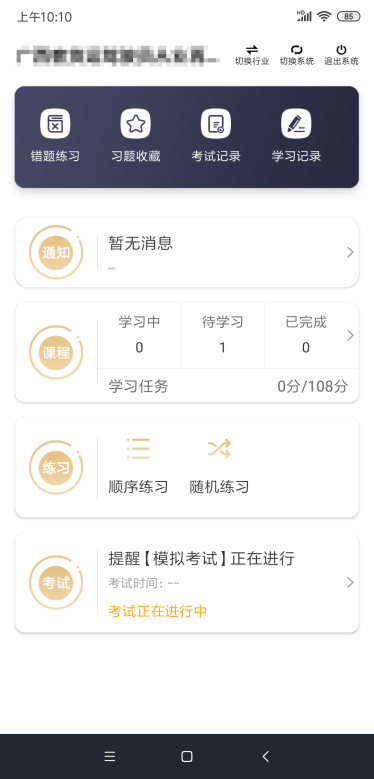 上午10:10
HD
85
切换行业 切换系统 退出系统
错题练习 习题收藏 考试记录 学习记录
通知
暂无消息
--
课程
学习中 待学习 已完成
0 1 0
学习任务 0分/108分
练习
顺序练习 随机练习
考试
提醒【模拟考试】正在进行
考试时间：--
考试正在进行中